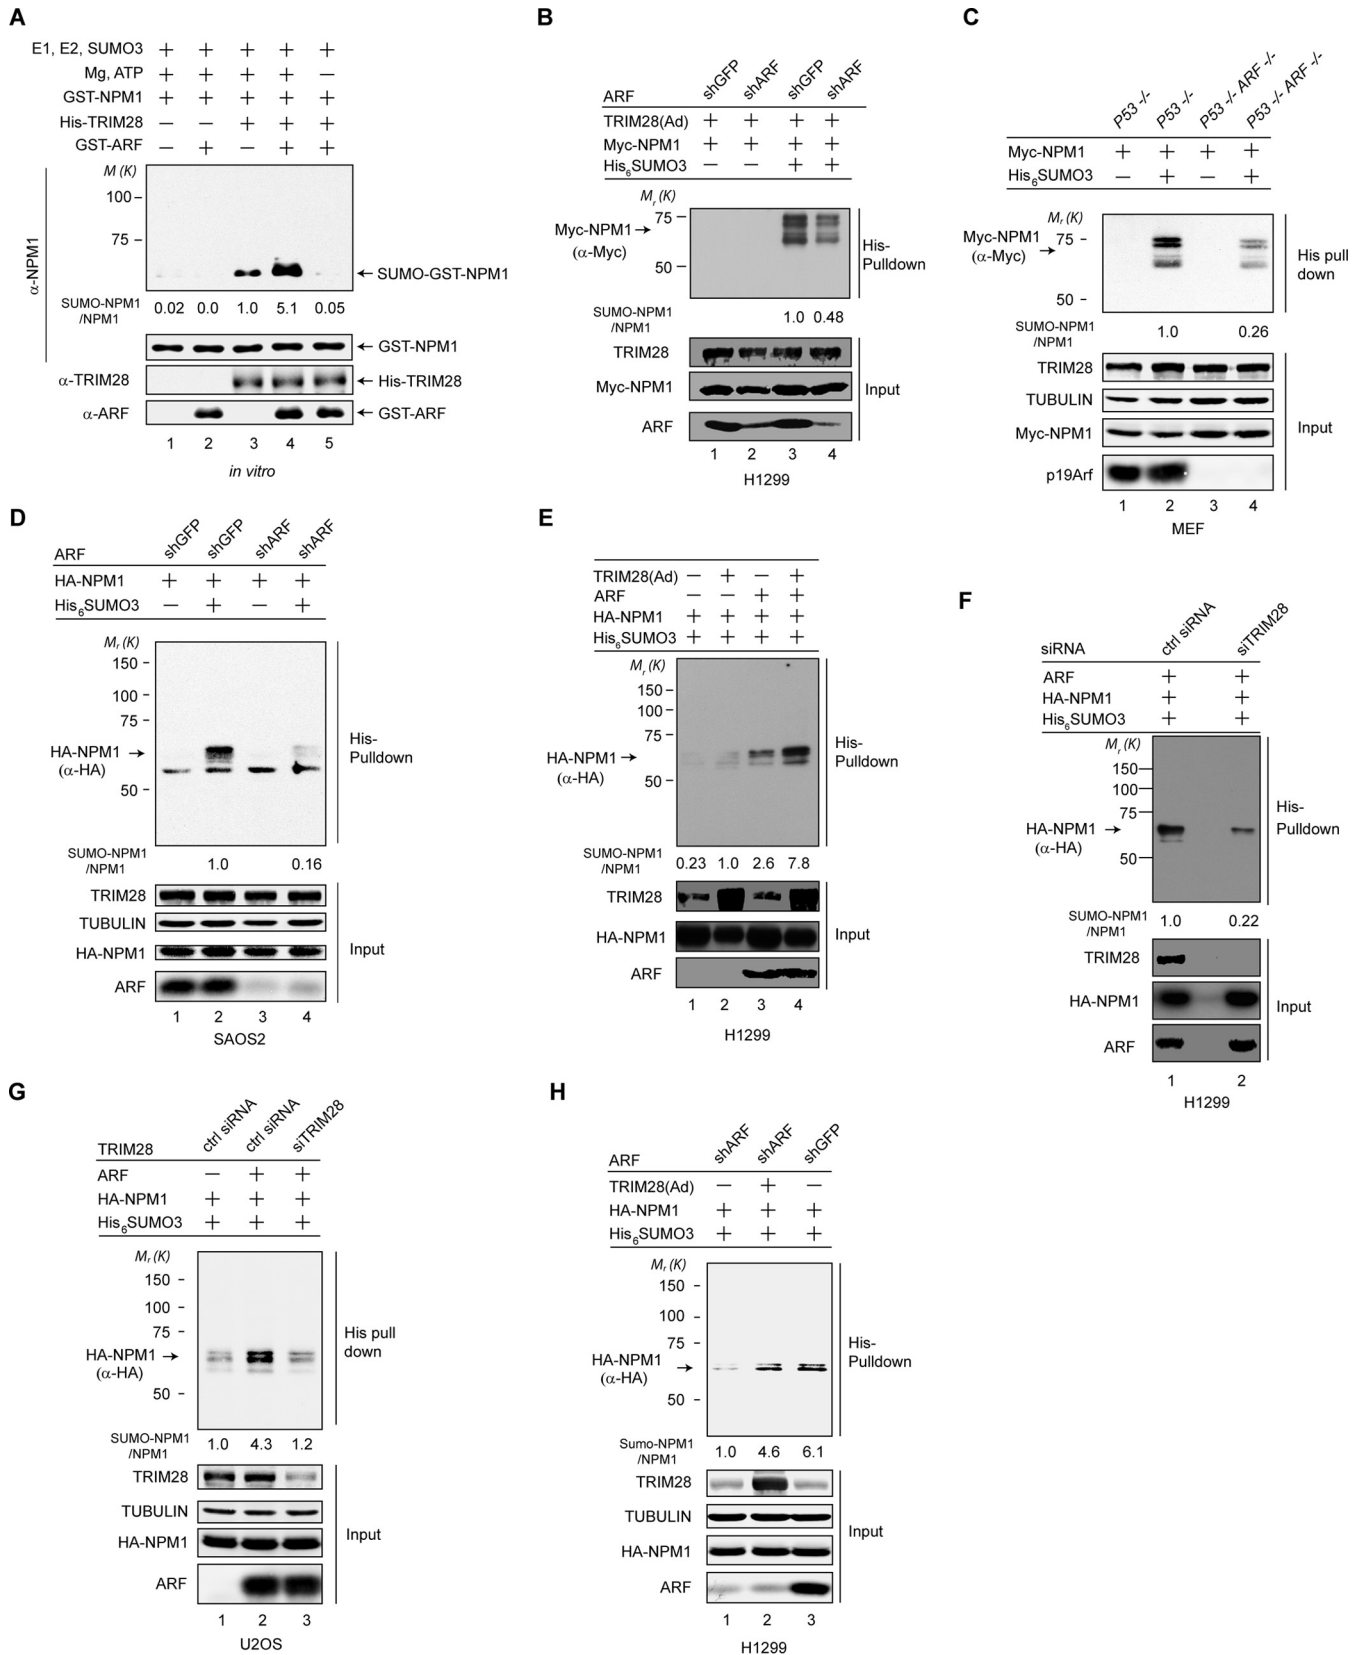 A
E1, E2, SUMO3 + + + + +
Mg, ATP + + + + −
GST-NPM1 + + + + +
His-TRIM28 − − + + +
GST-ARF − + − + +
M (K)
100
75
α-NPM1
SUMO-GST-NPM1
SUMO-NPM1
/NPM1
0.02 0.0 1.0 5.1 0.05
GST-NPM1
α-TRIM28
His-TRIM28
α-ARF
GST-ARF
1 2 3 4 5
in vitro
B
ARF shGFP shARF shGFP shARF
TRIM28(Ad) + + + +
Myc-NPM1 + + + +
His6SUMO3 − − + +
Mr (K)
75
Myc-NPM1
(α-Myc)
50
His-
Pulldown
SUMO-NPM1
/NPM1
1.0 0.48
TRIM28
Myc-NPM1
Input
ARF
1 2 3 4
H1299
C
P53 -/- P53 -/- P53 -/- ARF -/- P53 -/- ARF -/-
Myc-NPM1 + + + +
His6SUMO3 − + − +
Mr (K)
Myc-NPM1
(α-Myc)
75
50
His pull
down
SUMO-NPM1
/NPM1
1.0 0.26
TRIM28
TUBULIN
Myc-NPM1
Input
p19Arf
1 2 3 4
MEF
D
ARF shGFP shGFP shARF shARF
HA-NPM1 + + + +
His6SUMO3 − + − +
Mr (K)
150
100
75
HA-NPM1
(α-HA)
50
His-
Pulldown
SUMO-NPM1
/NPM1
1.0 0.16
TRIM28
TUBULIN
HA-NPM1
Input
ARF
1 2 3 4
SAOS2
E
TRIM28(Ad) − + − +
ARF − − + +
HA-NPM1 + + + +
His6SUMO3 + + + +
Mr (K)
150
100
75
HA-NPM1
(α-HA)
50
His-
Pulldown
SUMO-NPM1
/NPM1
0.23 1.0 2.6 7.8
TRIM28
HA-NPM1
Input
ARF
1 2 3 4
H1299
F
siRNA ctrl siRNA siTRIM28
ARF + +
HA-NPM1 + +
His6SUMO3 + +
Mr (K)
150
100
75
HA-NPM1
(α-HA)
50
His-
Pulldown
SUMO-NPM1
/NPM1
1.0 0.22
TRIM28
HA-NPM1
Input
ARF
1 2
H1299
G
TRIM28 ctrl siRNA ctrl siRNA siTRIM28
ARF − + +
HA-NPM1 + + +
His6SUMO3 + + +
Mr (K)
150
100
75
HA-NPM1
(α-HA)
50
His pull
down
SUMO-NPM1
/NPM1
1.0 4.3 1.2
TRIM28
TUBULIN
HA-NPM1
Input
ARF
1 2 3
U2OS
H
ARF shARF shARF shGFP
TRIM28(Ad) − + −
HA-NPM1 + + +
His6SUMO3 + + +
Mr (K)
150
100
75
HA-NPM1
(α-HA)
50
His-
Pulldown
Sumo-NPM1
/NPM1
1.0 4.6 6.1
TRIM28
TUBULIN
HA-NPM1
Input
ARF
1 2 3
H1299